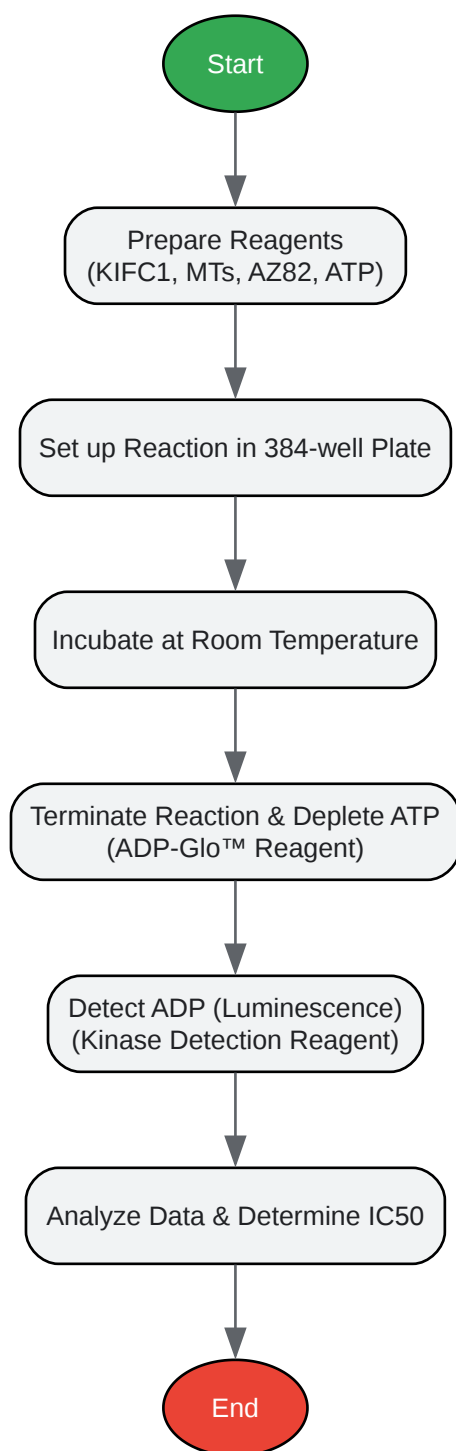 Start
Prepare Reagents
(KIFC1, MTs, AZ82, ATP)
Set up Reaction in 384-well Plate
Incubate at Room Temperature
Terminate Reaction & Deplete ATP
(ADP-Glo™ Reagent)
Detect ADP (Luminescence)
(Kinase Detection Reagent)
Analyze Data & Determine IC50
End